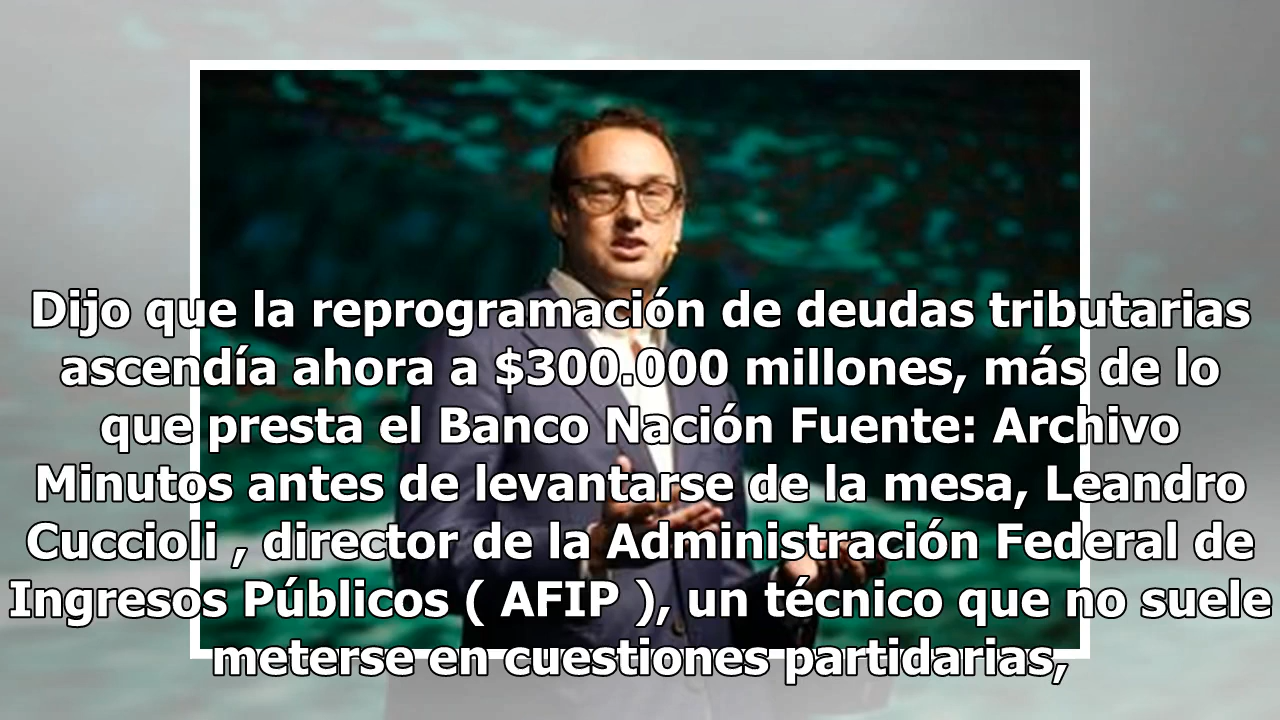 Dijo que la reprogramación de deudas tributarias
ascendía ahora a $300.000 millones, más de lo
que presta el Banco Nación Fuente: Archivo
Minutos antes de levantarse de la mesa, Leandro
Cuccioli , director de la Administración Federal de
Ingresos Públicos ( AFIP ), un técnico que no suele
meterse en cuestiones partidarias,